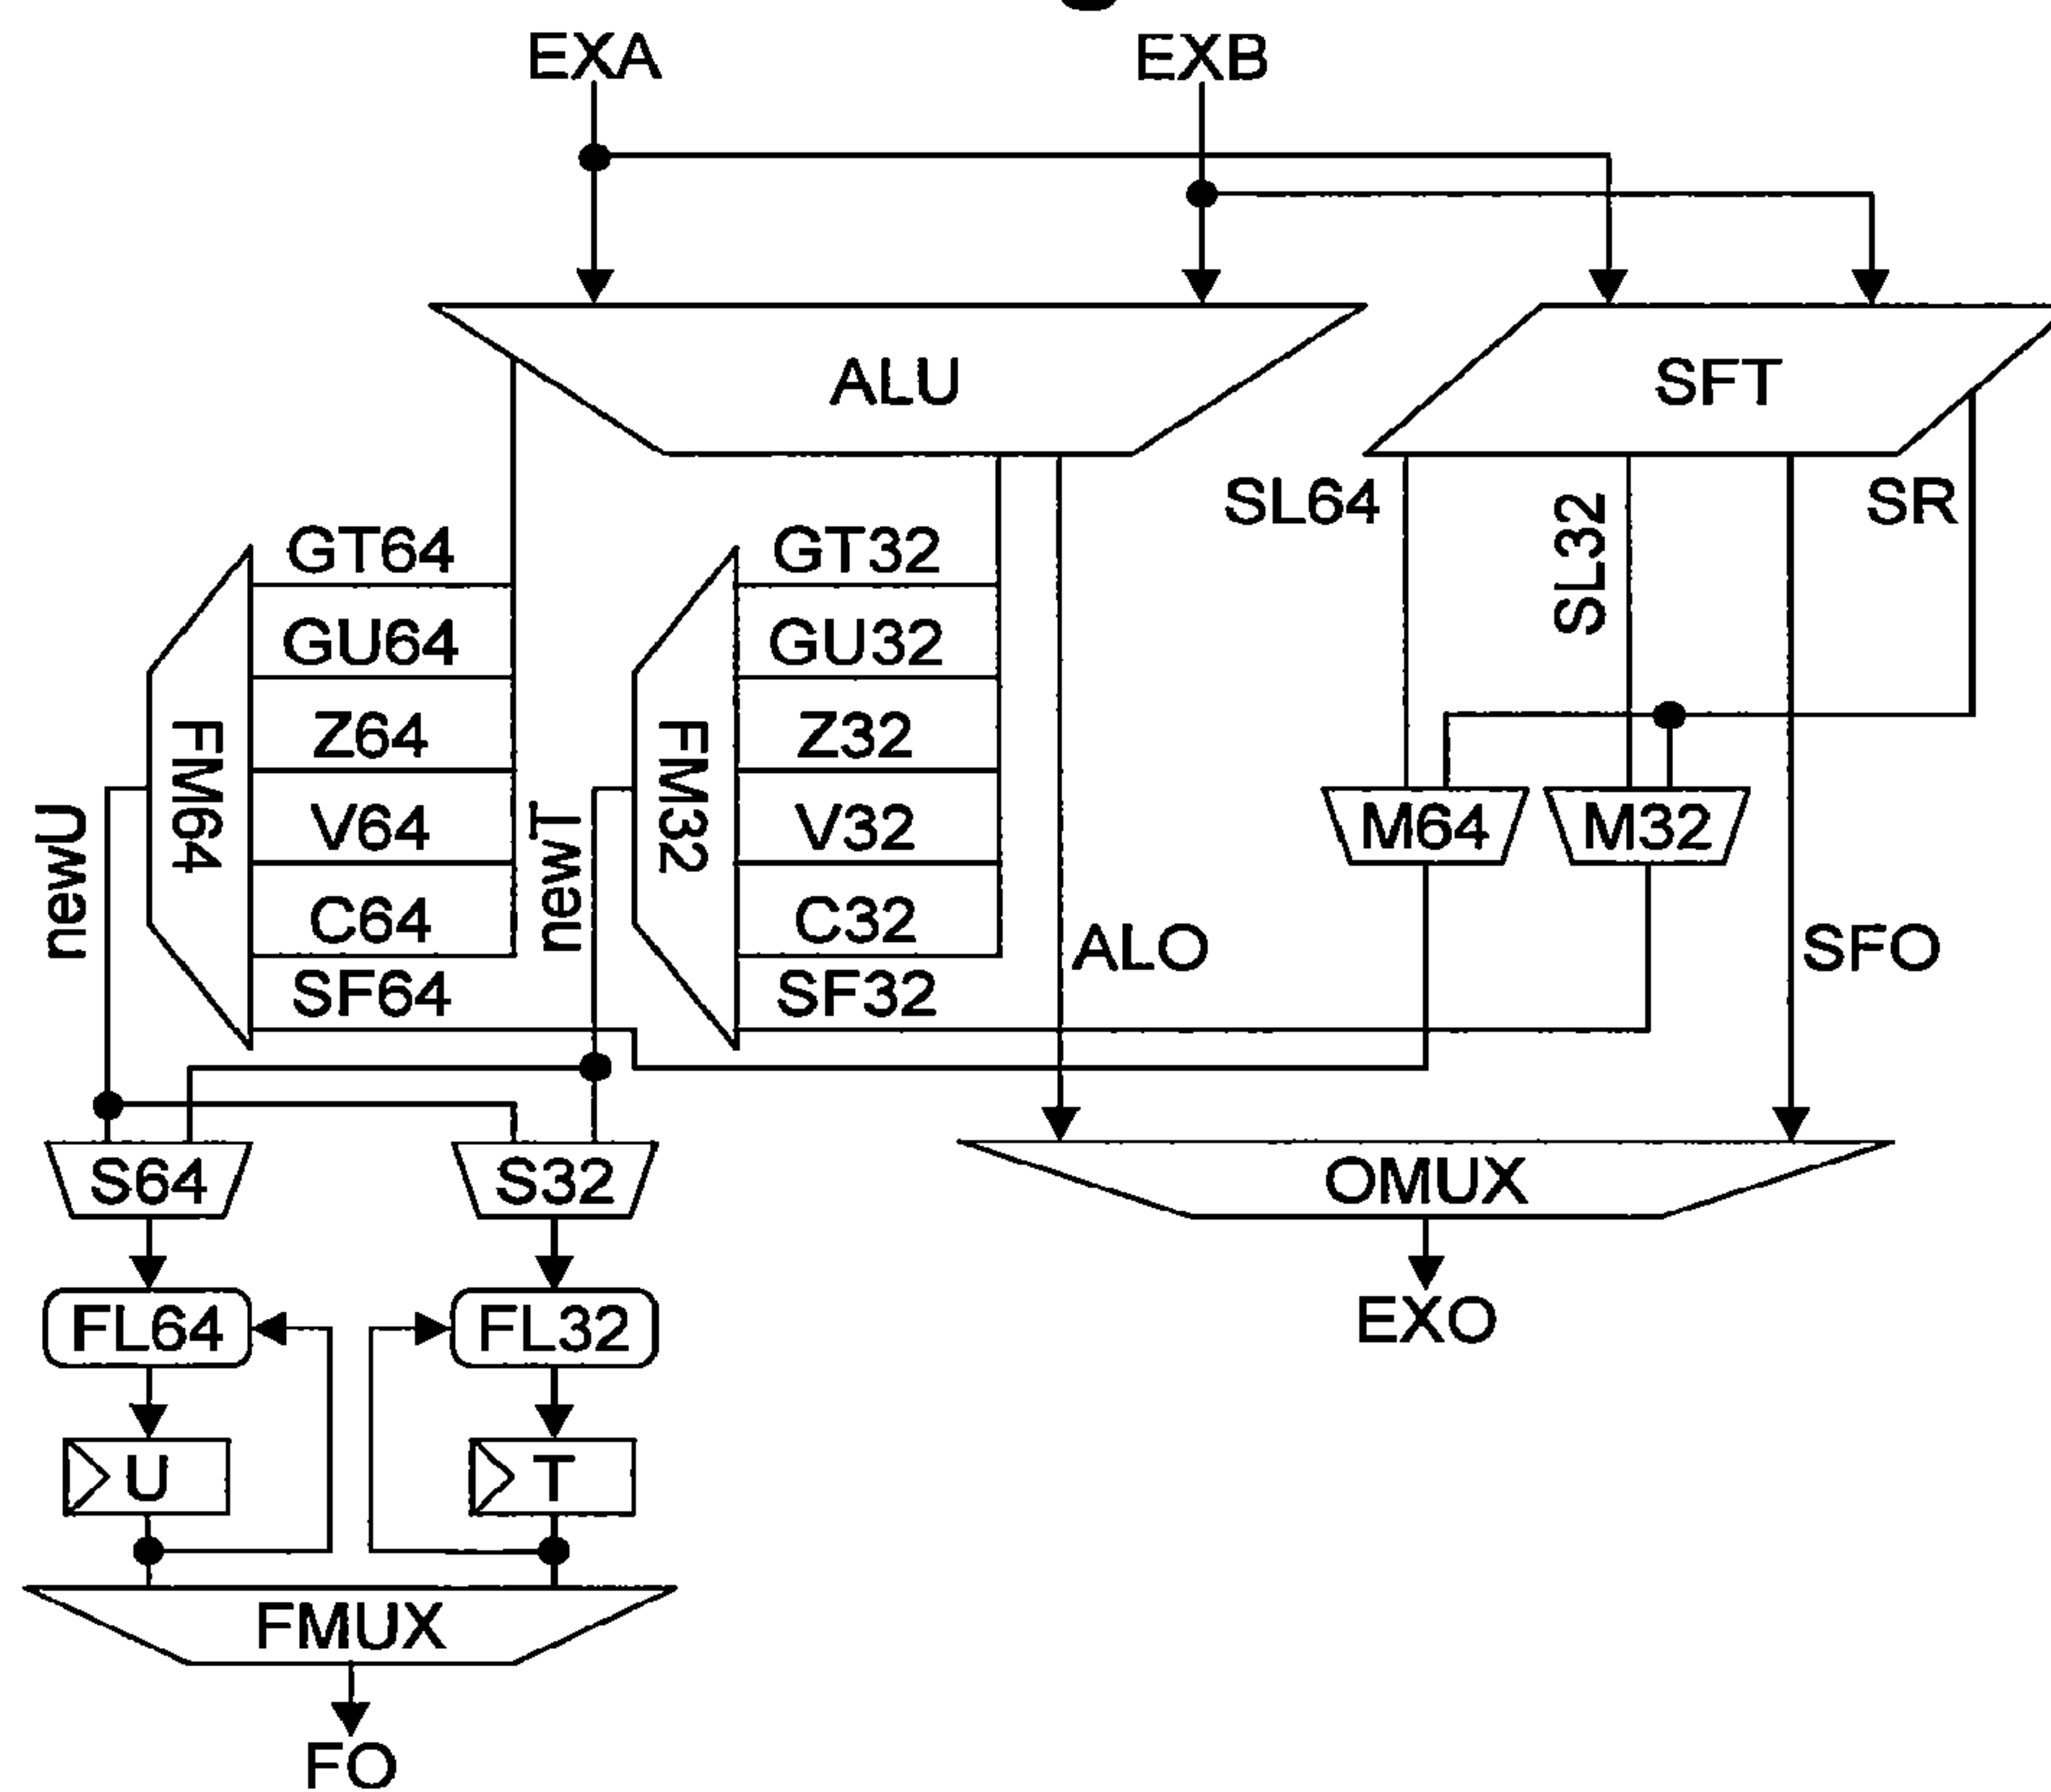 EXA EXB
ALU SFT
SL64 SL32 SR
GT64 GT32
GU64 GU32
Z64 Z32
FM64 FM32
V64 V32
M64 M32
newU newT
C64 C32
ALO SFO
SF64 SF32
S64 S32 OMUX
FL64 FL32 EXO
U T
FMUX
FO